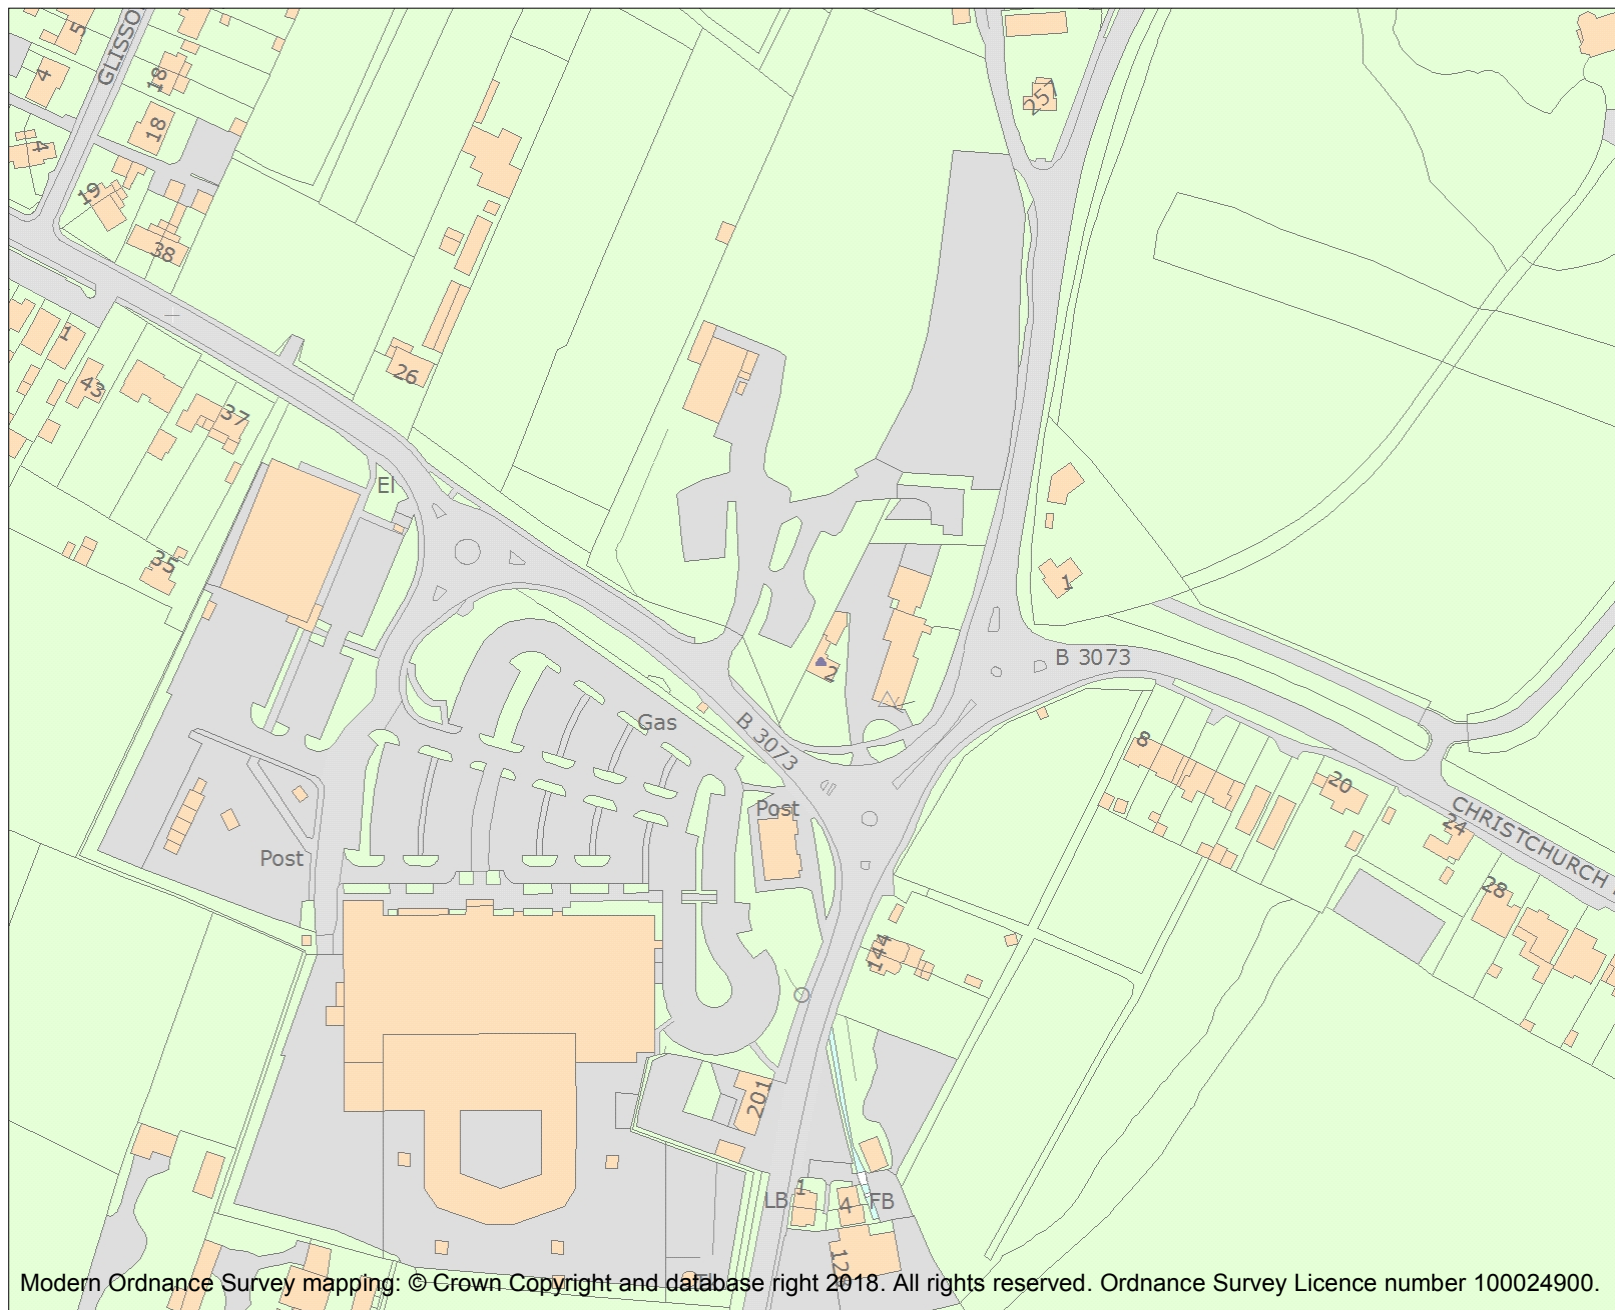 5
GLISSO
4
18
257
18
4
19
38
1
26
43
37
El
35
B 3073
1
2
Gas
B 3073
8
20
Post
CHRISTCHURCH
24
Post
28
144
201
LB
1
4
FB
Modern Ordnance Survey mapping: © Crown Copyright and database right 2018. All rights reserved. Ordnance Survey Licence number 100024900.